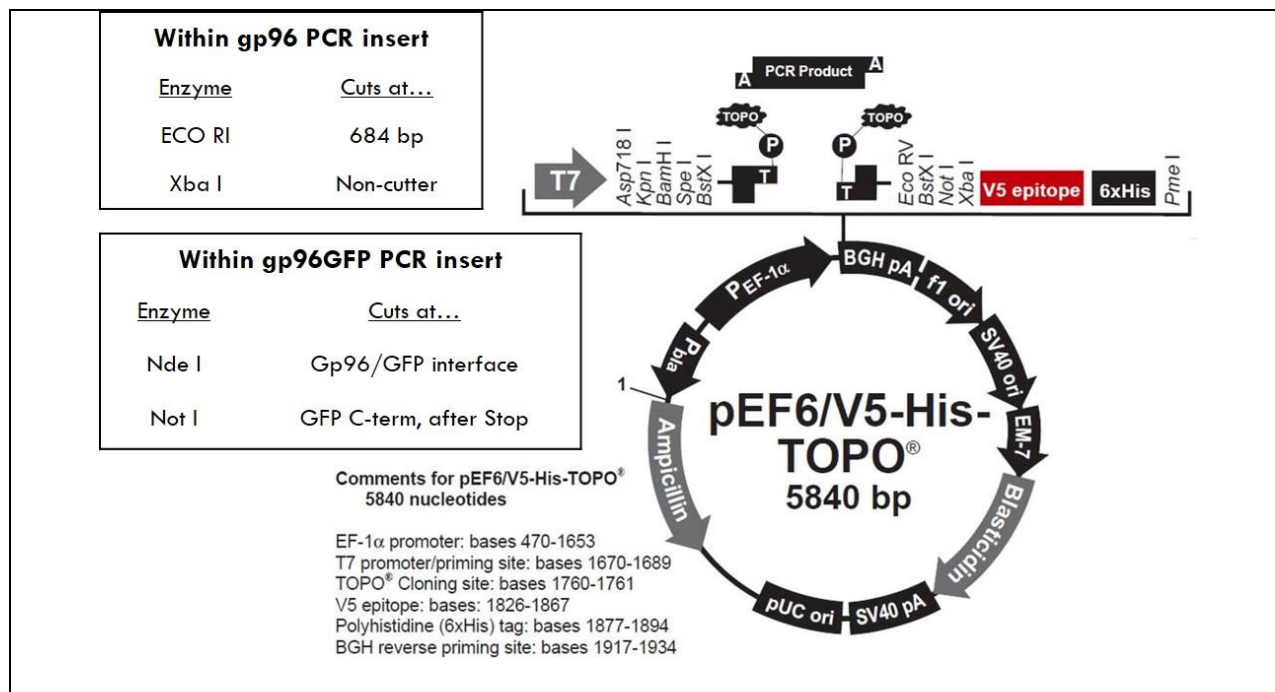 Within gp96 PCR insert
Enzyme Cuts at…
ECO RI 684 bp
Xba I Non-cutter
Within gp96GFP PCR insert
Enzyme Cuts at…
Nde I Gp96/GFP interface
Not I GFP C-term, after Stop
A PCR Product A
TOPO TOPO
P P
T7
Asp718 I
Kpn I
BamH I
Spe I
BstX I
T T
Eco RV
BstX I
Not I
Xba I
V5 epitope
6xHis
Pme I
PEF-1α
BGH pA
f1 ori
SV40 ori
EM-7
Blasticidin
SV40 pA
pUC ori
Ampicillin
1
Pbla
pEF6/V5-His-
TOPO®
5840 bp
Comments for pEF6/V5-His-TOPO®
5840 nucleotides
EF-1α promoter: bases 470-1653
T7 promoter/priming site: bases 1670-1689
TOPO® Cloning site: bases 1760-1761
V5 epitope: bases: 1826-1867
Polyhistidine (6xHis) tag: bases 1877-1894
BGH reverse priming site: bases 1917-1934